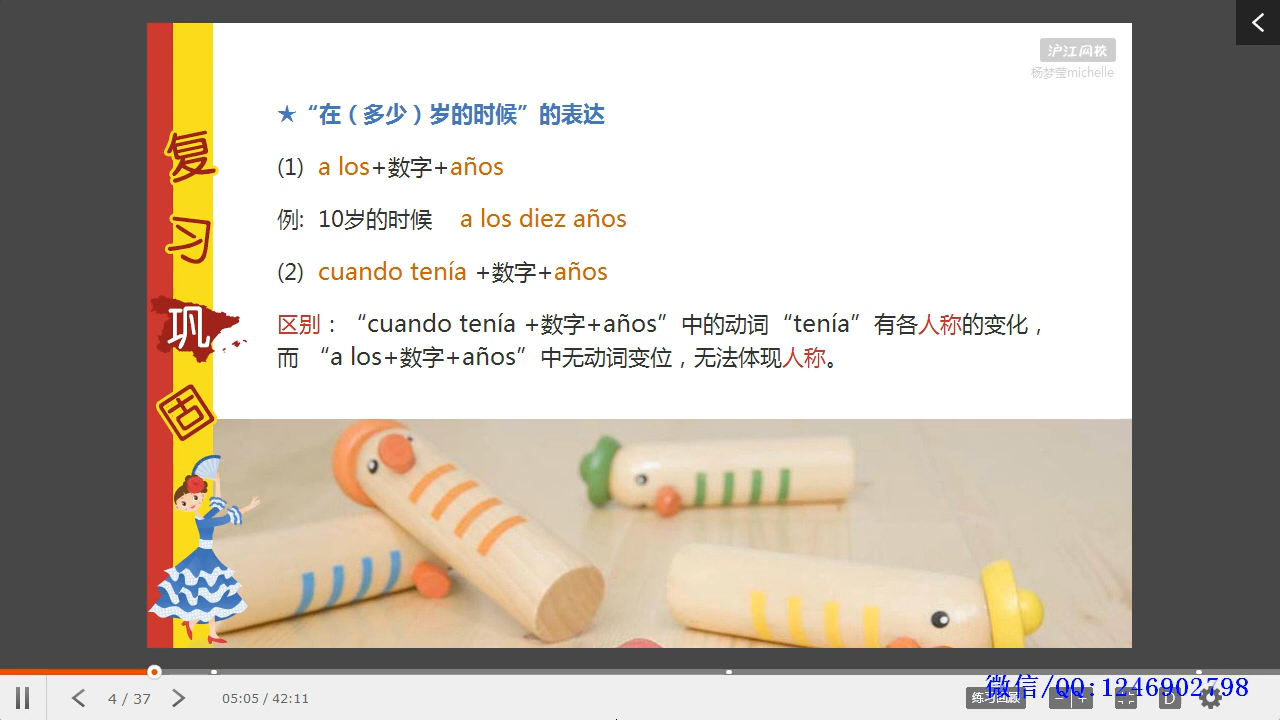 沪江网校
杨梦莹michelle
复习巩固
★“在（多少）岁的时候”的表达
(1) a los+数字+años
例: 10岁的时候 a los diez años
(2) cuando tenía +数字+años
区别：“cuando tenía +数字+años”中的动词“tenía”有各人称的变化，
而 “a los+数字+años”中无动词变位，无法体现人称。
4 / 37
05:05 / 42:11
微信/QQ:1246902798
D